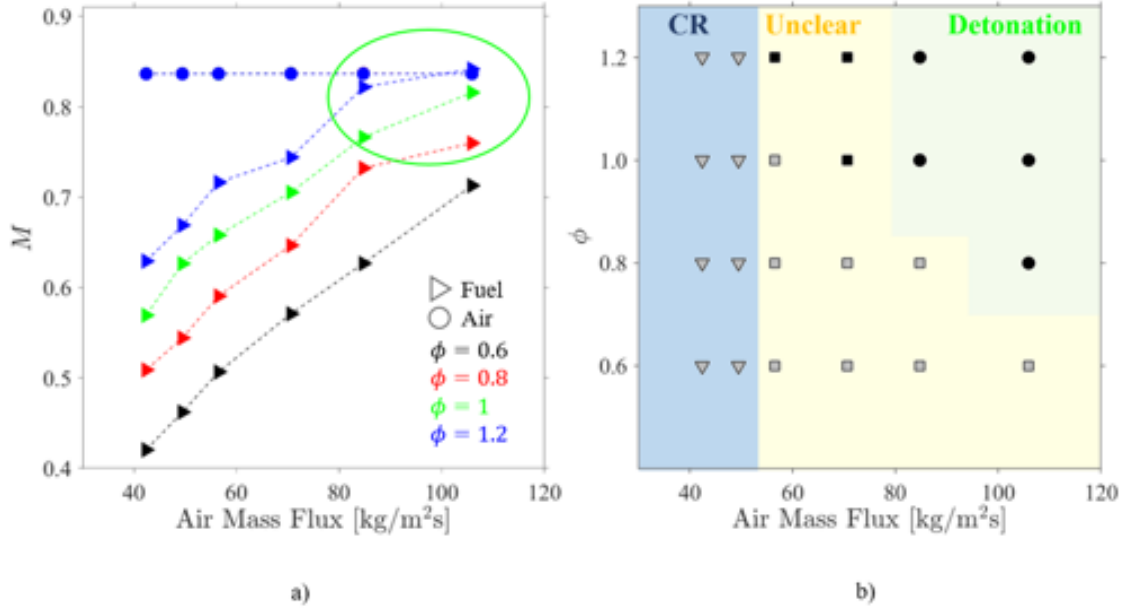 0.9
0.8
0.7
0.6
0.5
0.4
M
40 60 80 100 120
Air Mass Flux [kg/m²s]
Fuel
Air
ϕ = 0.6
ϕ = 0.8
ϕ = 1
ϕ = 1.2
a)
CR Unclear Detonation
1.2
1.0
0.8
0.6
ϕ
40 60 80 100 120
Air Mass Flux [kg/m²s]
b)